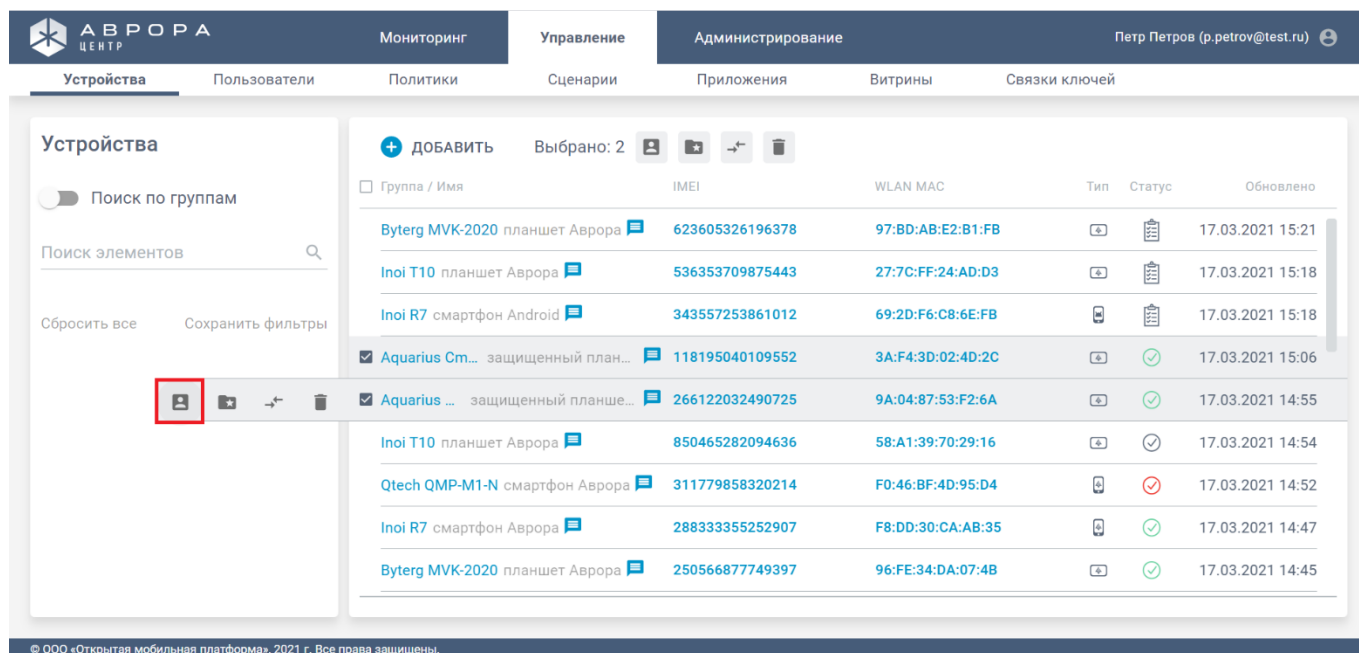 АВРОРА
ЦЕНТР
Мониторинг Управление Администрирование Петр Петров (p.petrov@test.ru)
Устройства Пользователи Политики Сценарии Приложения Витрины Связки ключей
Устройства
Поиск по группам
Поиск элементов
Сбросить все Сохранить фильтры
ДОБАВИТЬ Выбрано: 2
Группа / Имя IMEI WLAN MAC Тип Статус Обновлено
Byterg MVK-2020 планшет Аврора 623605326196378 97:BD:AB:E2:B1:FB 17.03.2021 15:21
Inoi T10 планшет Аврора 536353709875443 27:7C:FF:24:AD:D3 17.03.2021 15:18
Inoi R7 смартфон Android 343557253861012 69:2D:F6:C8:6E:FB 17.03.2021 15:18
Aquarius Cm... защищенный план... 118195040109552 3A:F4:3D:02:4D:2C 17.03.2021 15:06
Aquarius ... защищенный планше... 266122032490725 9A:04:87:53:F2:6A 17.03.2021 14:55
Inoi T10 планшет Аврора 850465282094636 58:A1:39:70:29:16 17.03.2021 14:54
Qtech QMP-M1-N смартфон Аврора 311779858320214 F0:46:BF:4D:95:D4 17.03.2021 14:52
Inoi R7 смартфон Аврора 288333355252907 F8:DD:30:CA:AB:35 17.03.2021 14:47
Byterg MVK-2020 планшет Аврора 250566877749397 96:FE:34:DA:07:4B 17.03.2021 14:45
© ООО «Открытая мобильная платформа», 2021 г. Все права защищены.